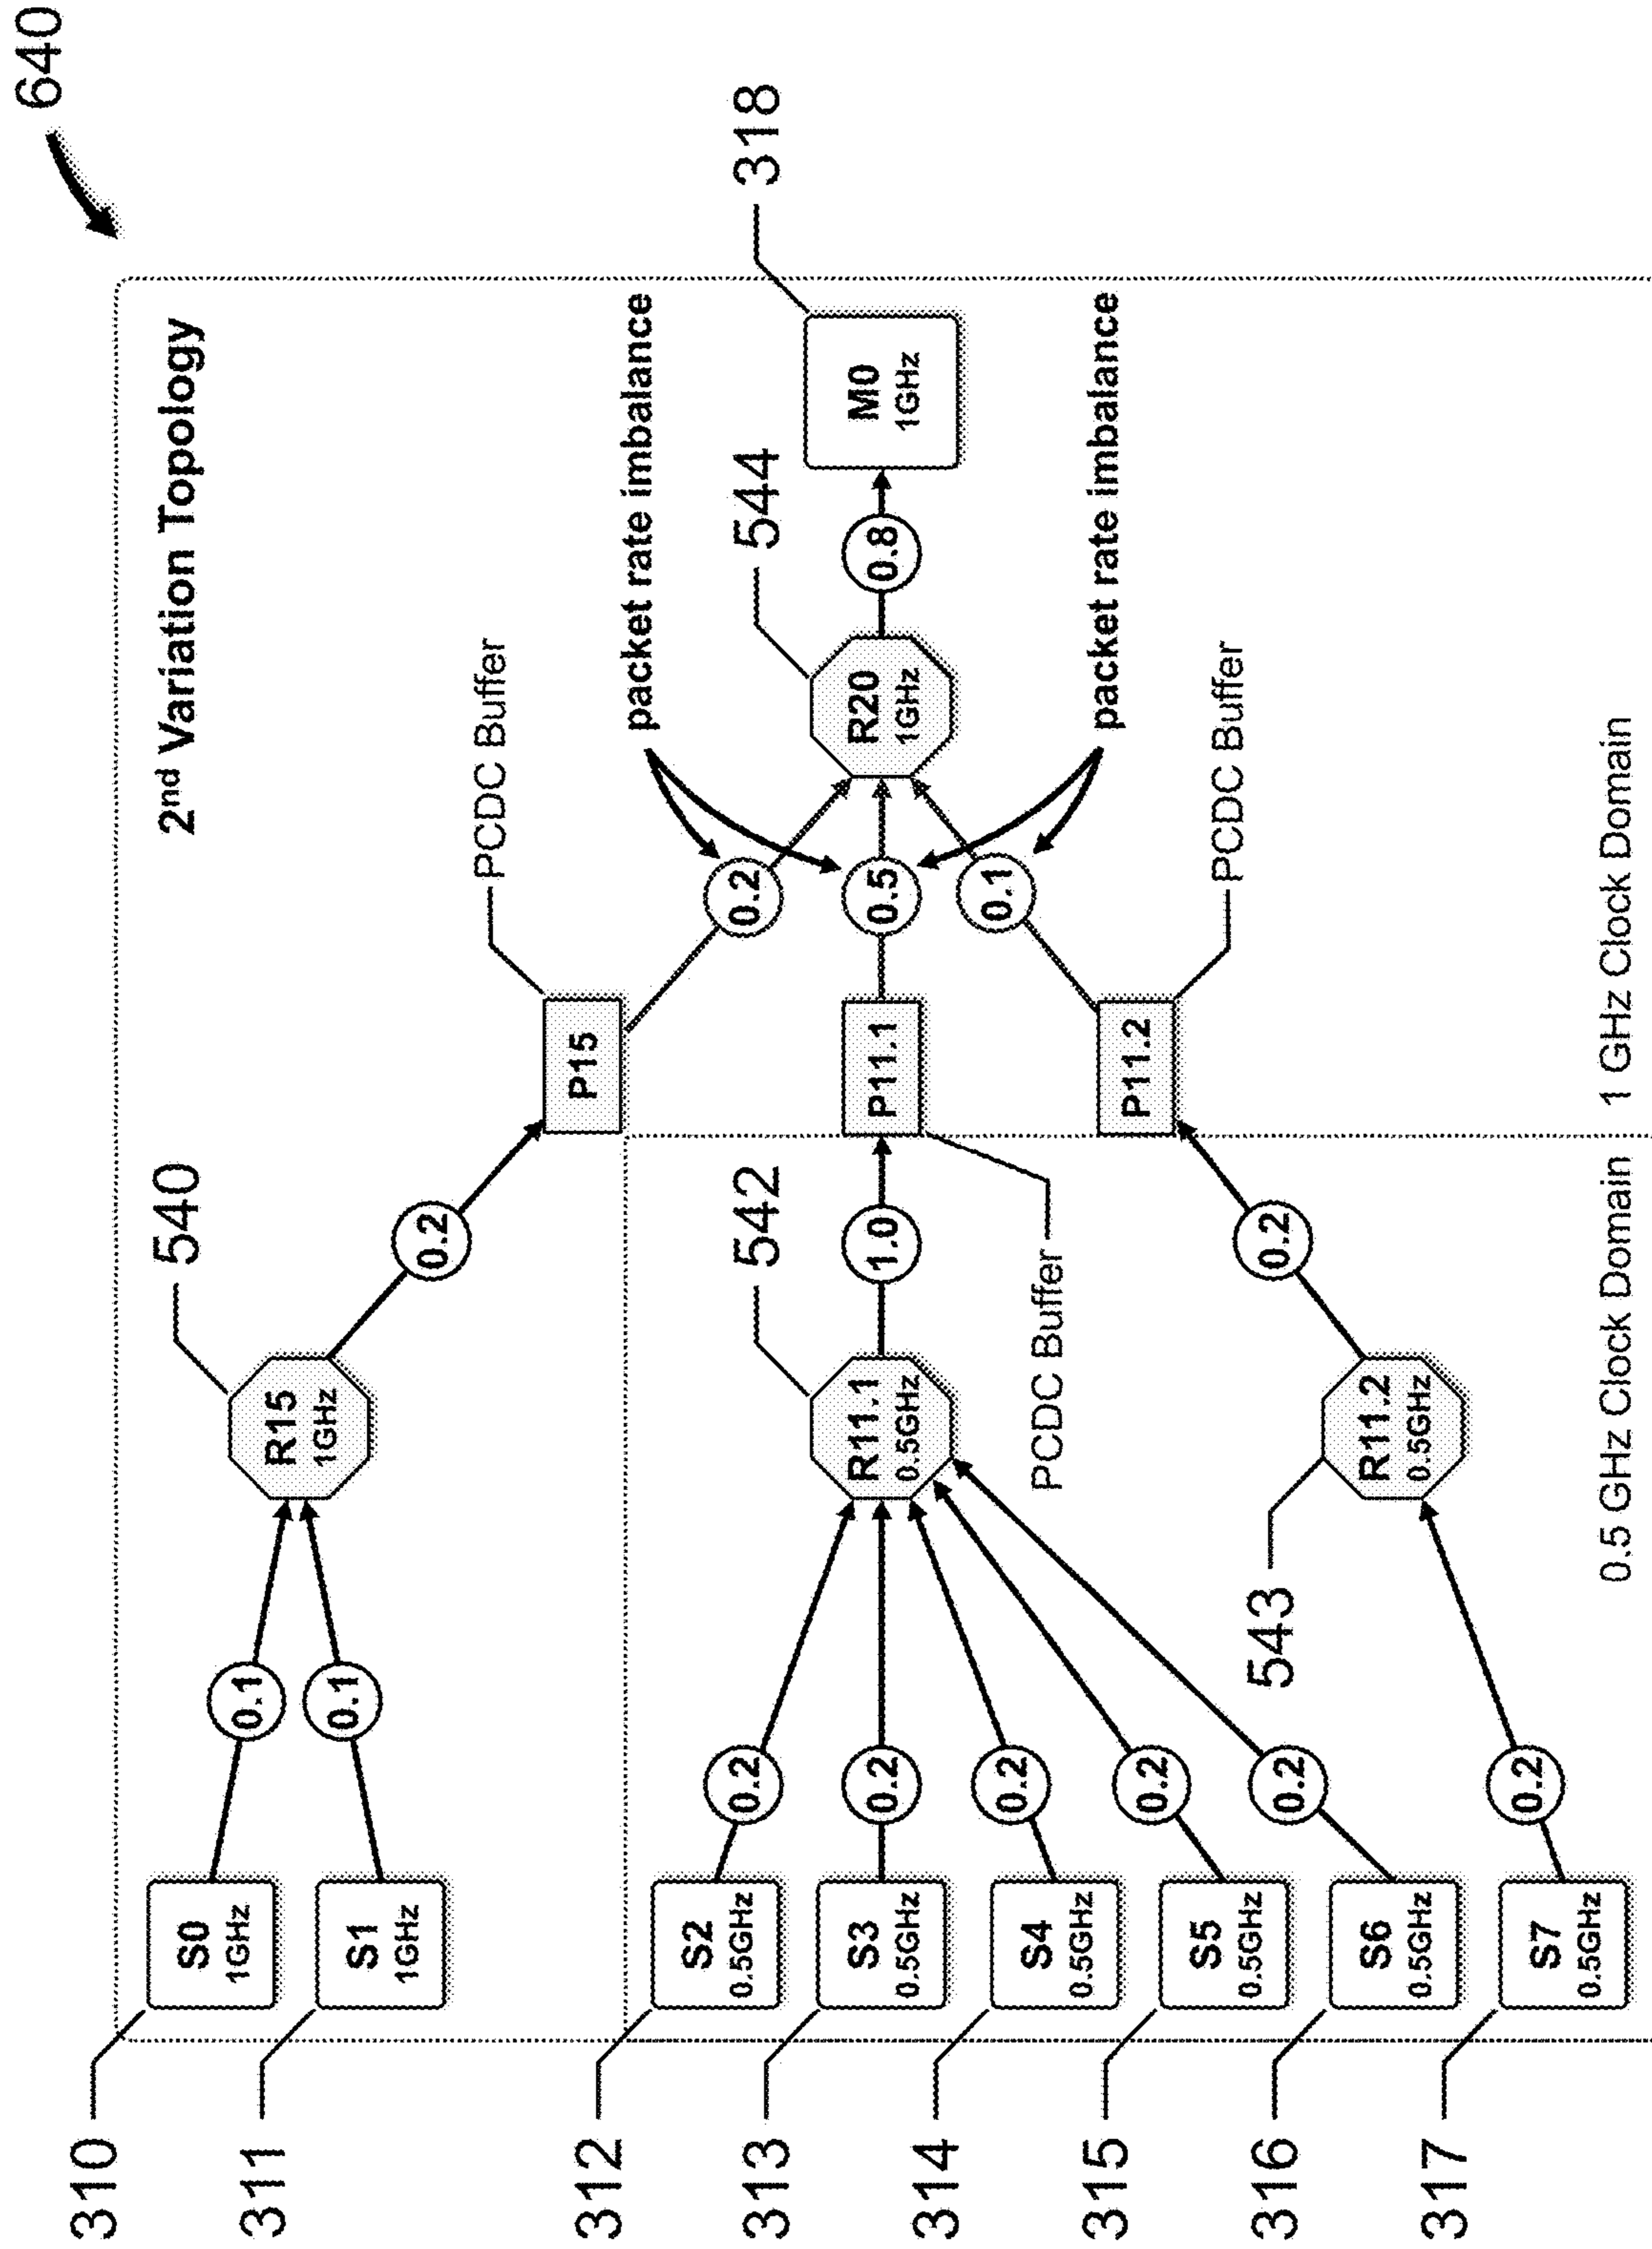 640
2nd Variation Topology
310
S0
1GHz
0.1
311
S1
1GHz
0.1
540
R15
1GHz
0.2
P15
PCDC Buffer
0.2
packet rate imbalance
312
S2
0.5GHz
0.2
313
S3
0.5GHz
0.2
314
S4
0.5GHz
0.2
315
S5
0.5GHz
0.2
316
S6
0.5GHz
0.2
317
S7
0.5GHz
0.2
542
R11.1
0.5GHz
1.0
P11.1
PCDC Buffer
0.5
544
R20
1GHz
0.8
318
M0
1GHz
packet rate imbalance
543
R11.2
0.5GHz
0.2
P11.2
PCDC Buffer
0.1
0.5 GHz Clock Domain
1 GHz Clock Domain